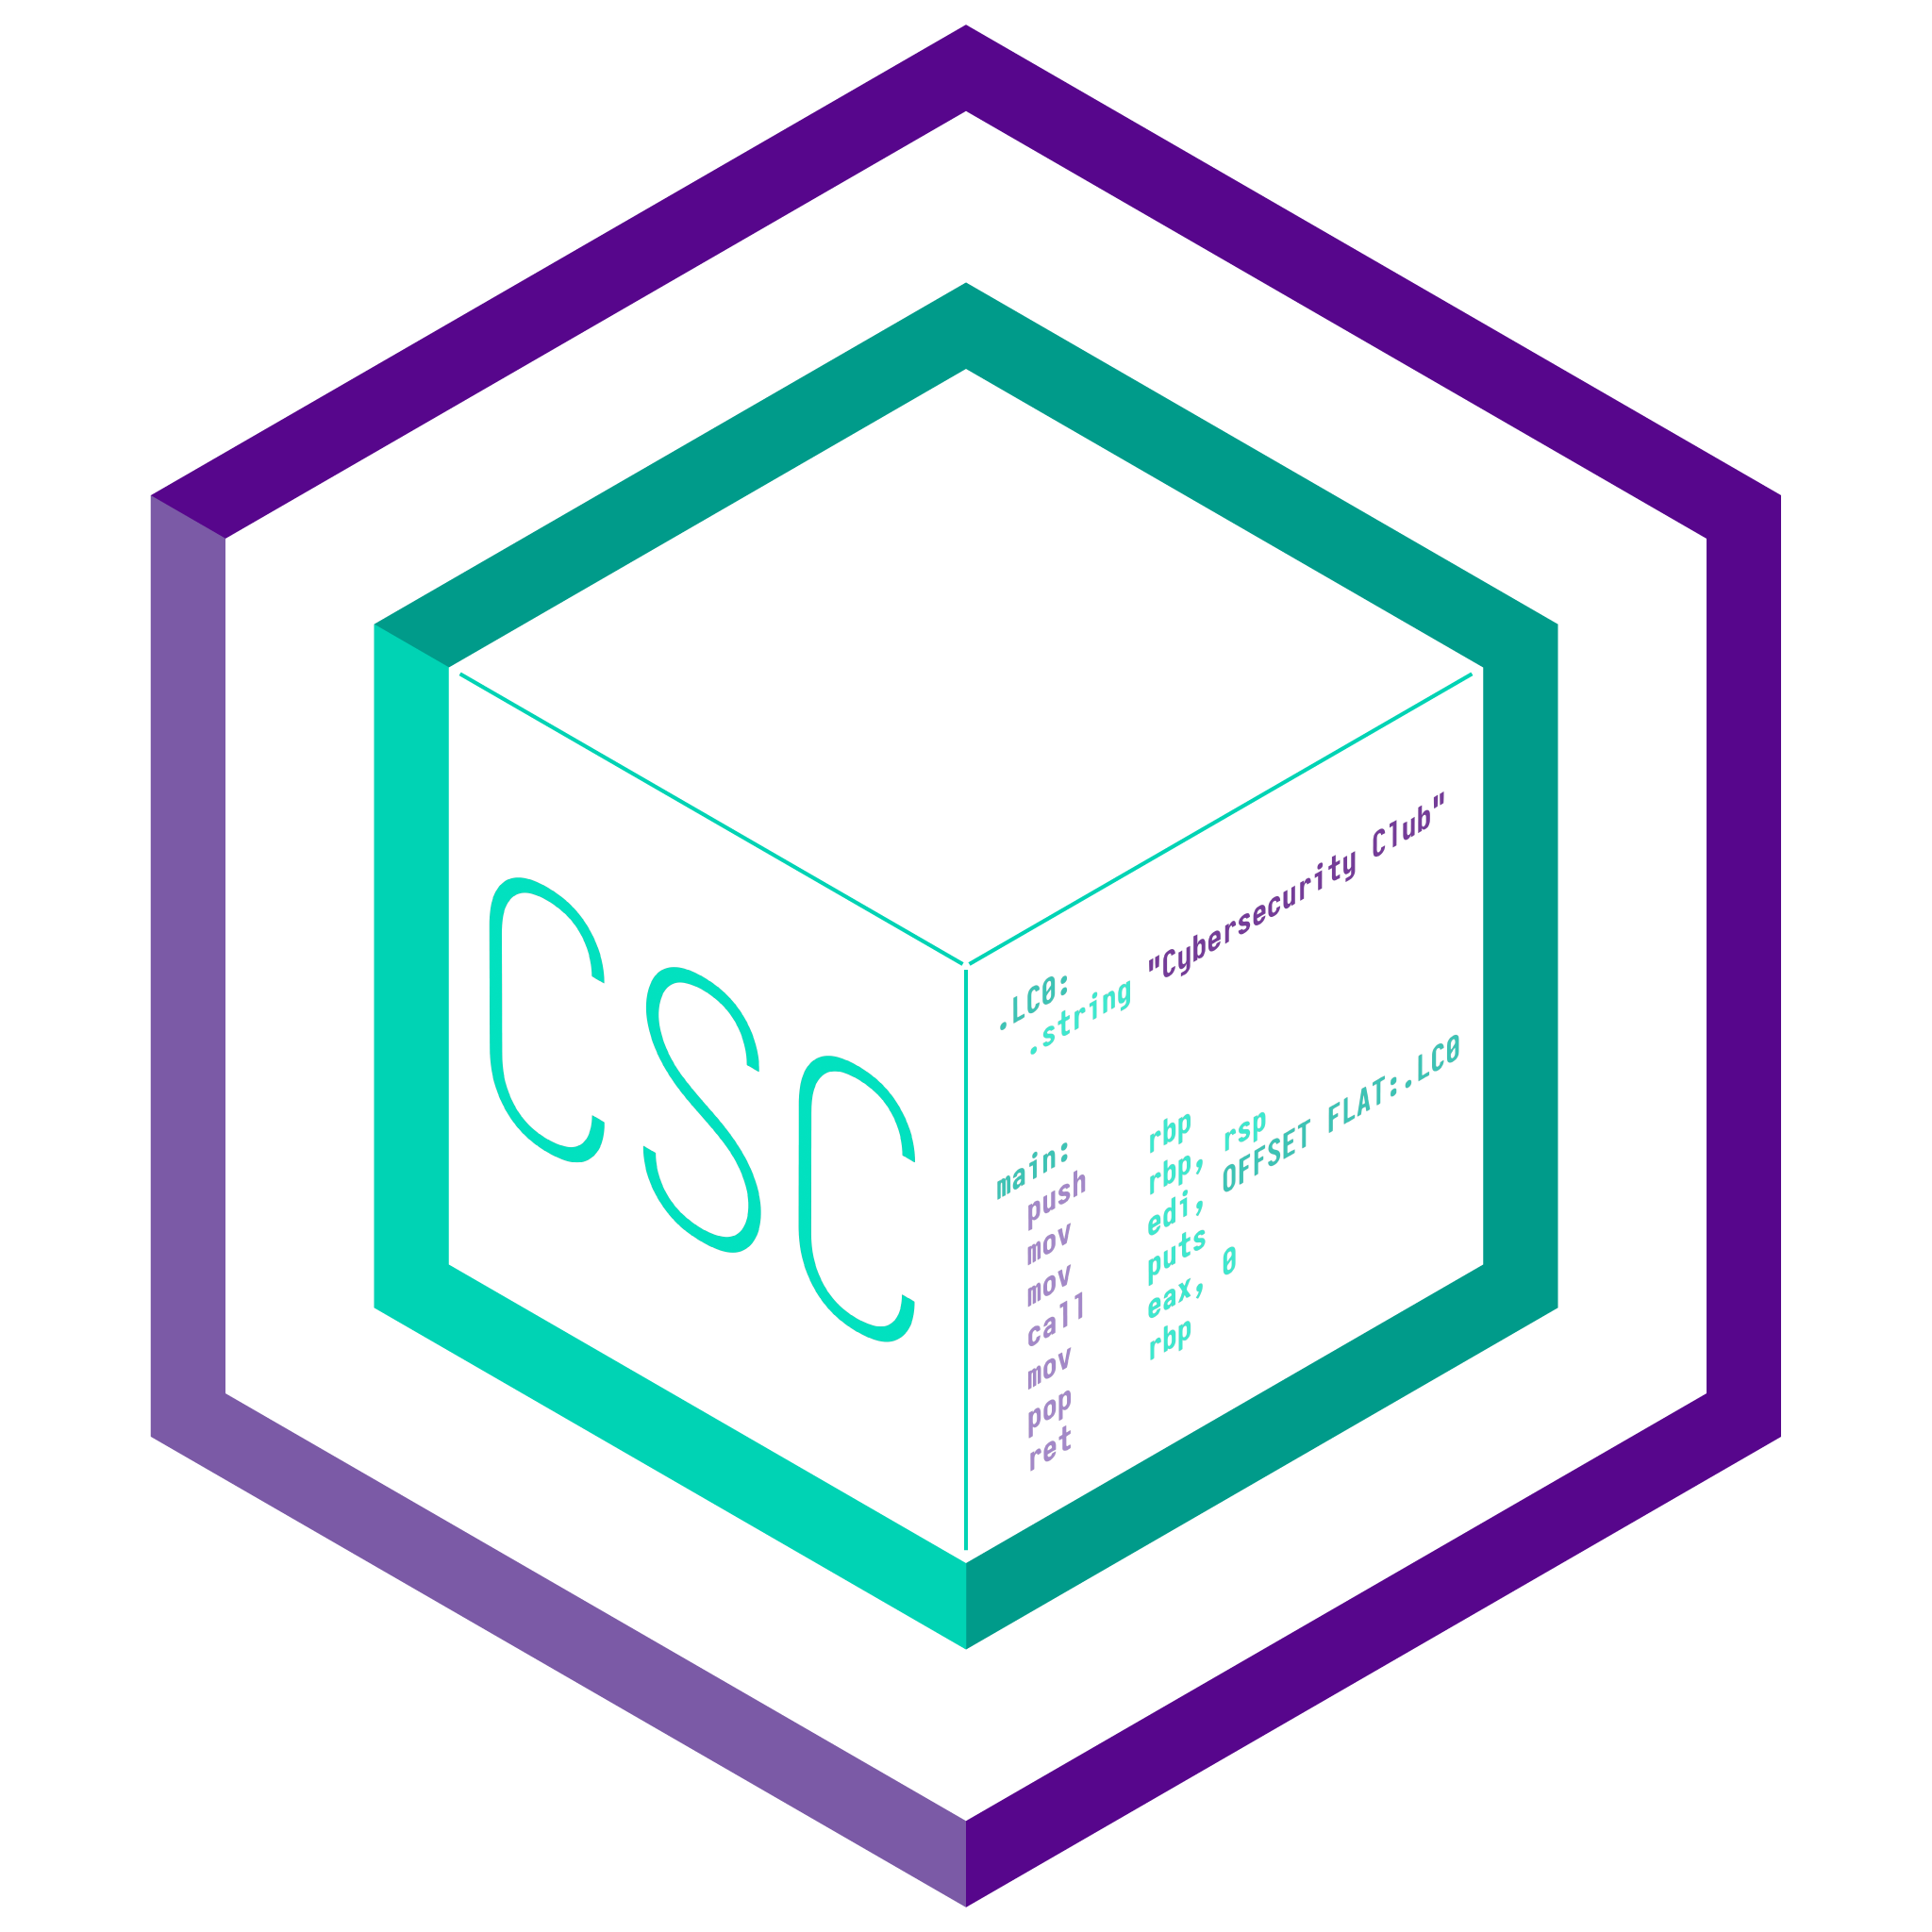 CSC
.LC0:
.string "Cubersecurity Club"
main:
push rbp
mov rbp, rsp
mov edi, OFFSET FLAT:.LC0
call puts
mov eax, 0
pop rbp
ret